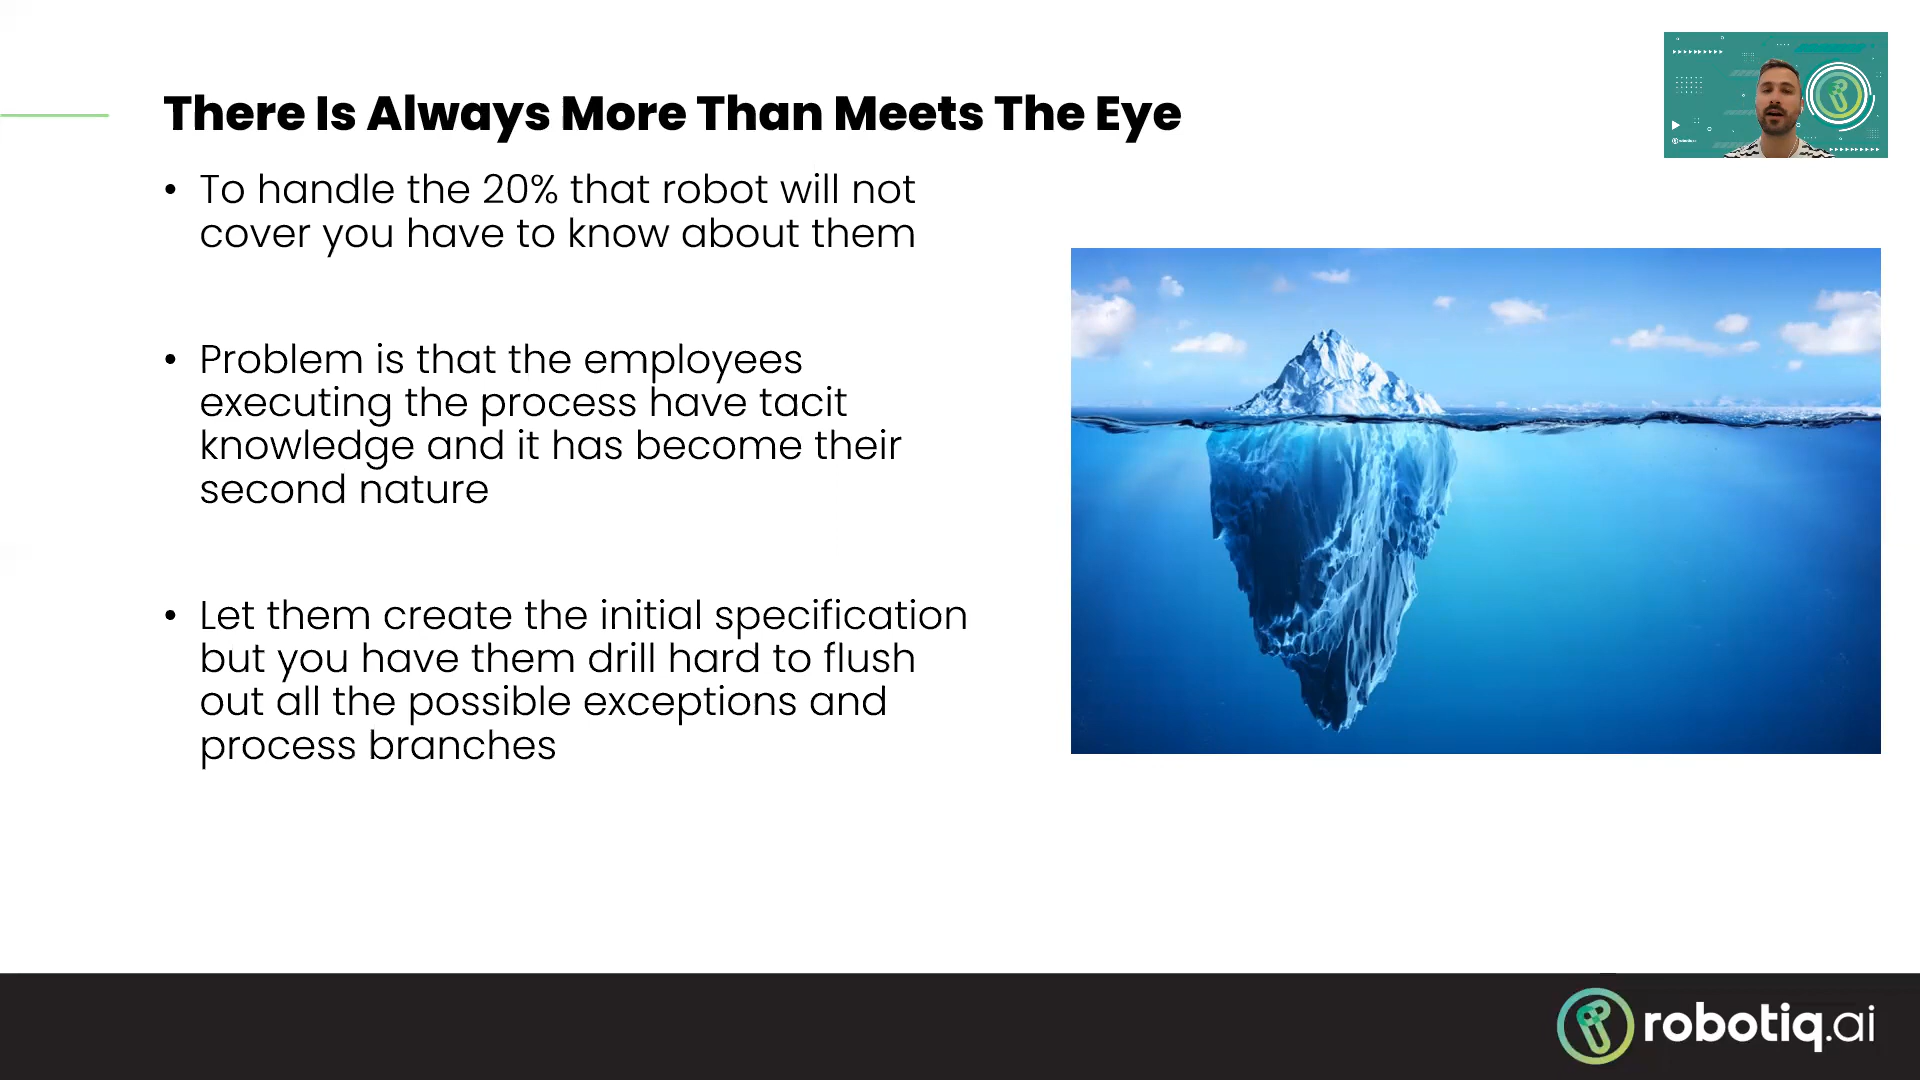 There Is Always More Than Meets The Eye
• To handle the 20% that robot will not
cover you have to know about them
• Problem is that the employees
executing the process have tacit
knowledge and it has become their
second nature
• Let them create the initial specification
but you have them drill hard to flush
out all the possible exceptions and
process branches
robotiq.ai